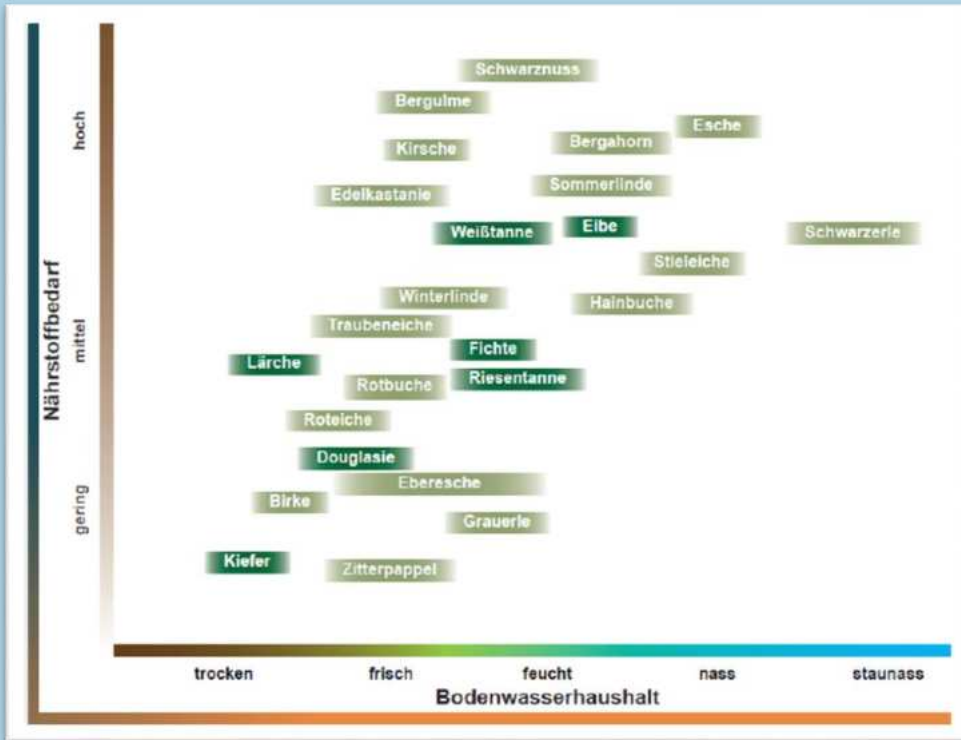 Schwarznuss
Bergulme
Esche
hoch
Bergahorn
Kirsche
Sommerlinde
Edelkastanie
Eibe
Weißtanne
Schwarzerle
Stieleiche
Winterlinde
Hainbuche
Nährstoffbedarf
mittel
Traubeneiche
Fichte
Lärche
Riesentanne
Rotbuche
Roteiche
Douglasie
Eberesche
gering
Birke
Grauerle
Kiefer
Zitterpappel
trocken frisch feucht nass staunass
Bodenwasserhaushalt